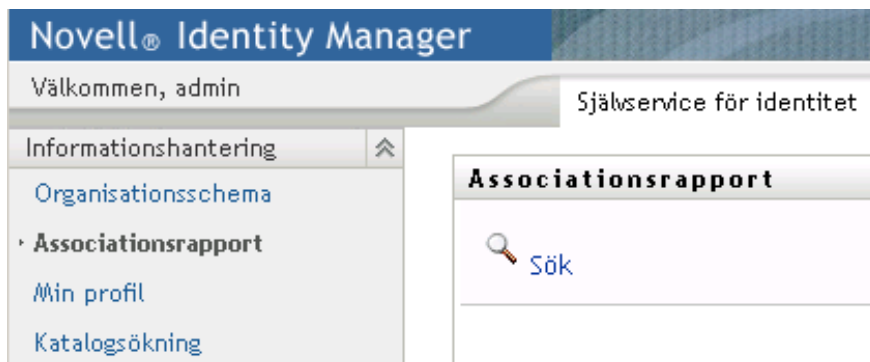 Novell® Identity Manager
Välkommen, admin
Självservice för identitet
Informationshantering
Organisationsschema
Associationsrapport
Min profil
Katalogsökning
Associationsrapport
Sök